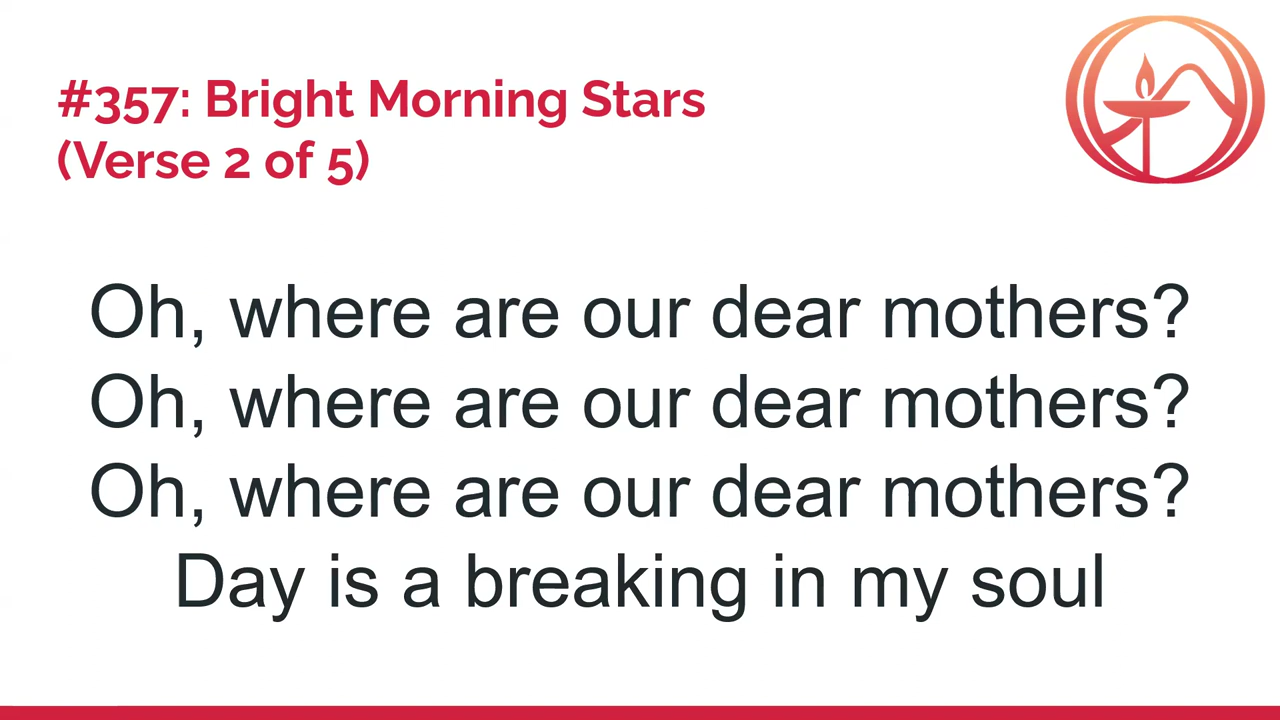 #357: Bright Morning Stars
(Verse 2 of 5)
Oh, where are our dear mothers?
Oh, where are our dear mothers?
Oh, where are our dear mothers?
Day is a breaking in my soul